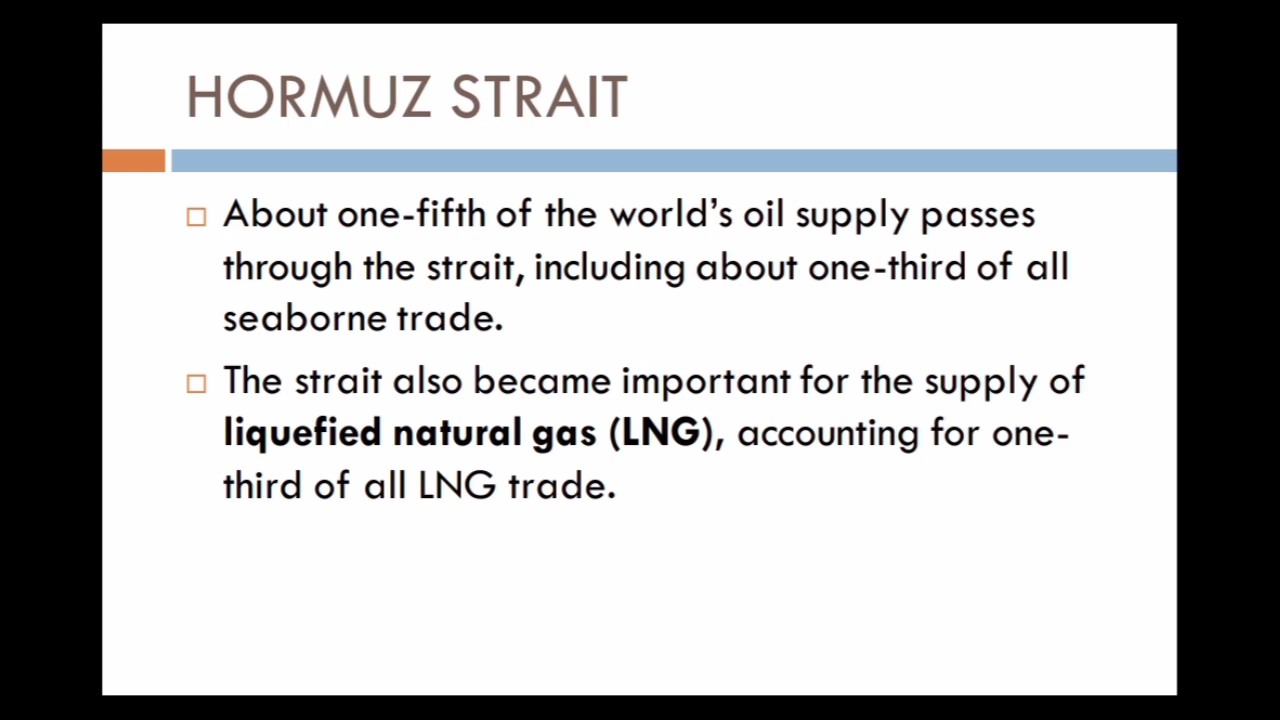 HORMUZ STRAIT
About one-fifth of the world’s oil supply passes
through the strait, including about one-third of all
seaborne trade.
The strait also became important for the supply of
liquefied natural gas (LNG), accounting for one-
third of all LNG trade.